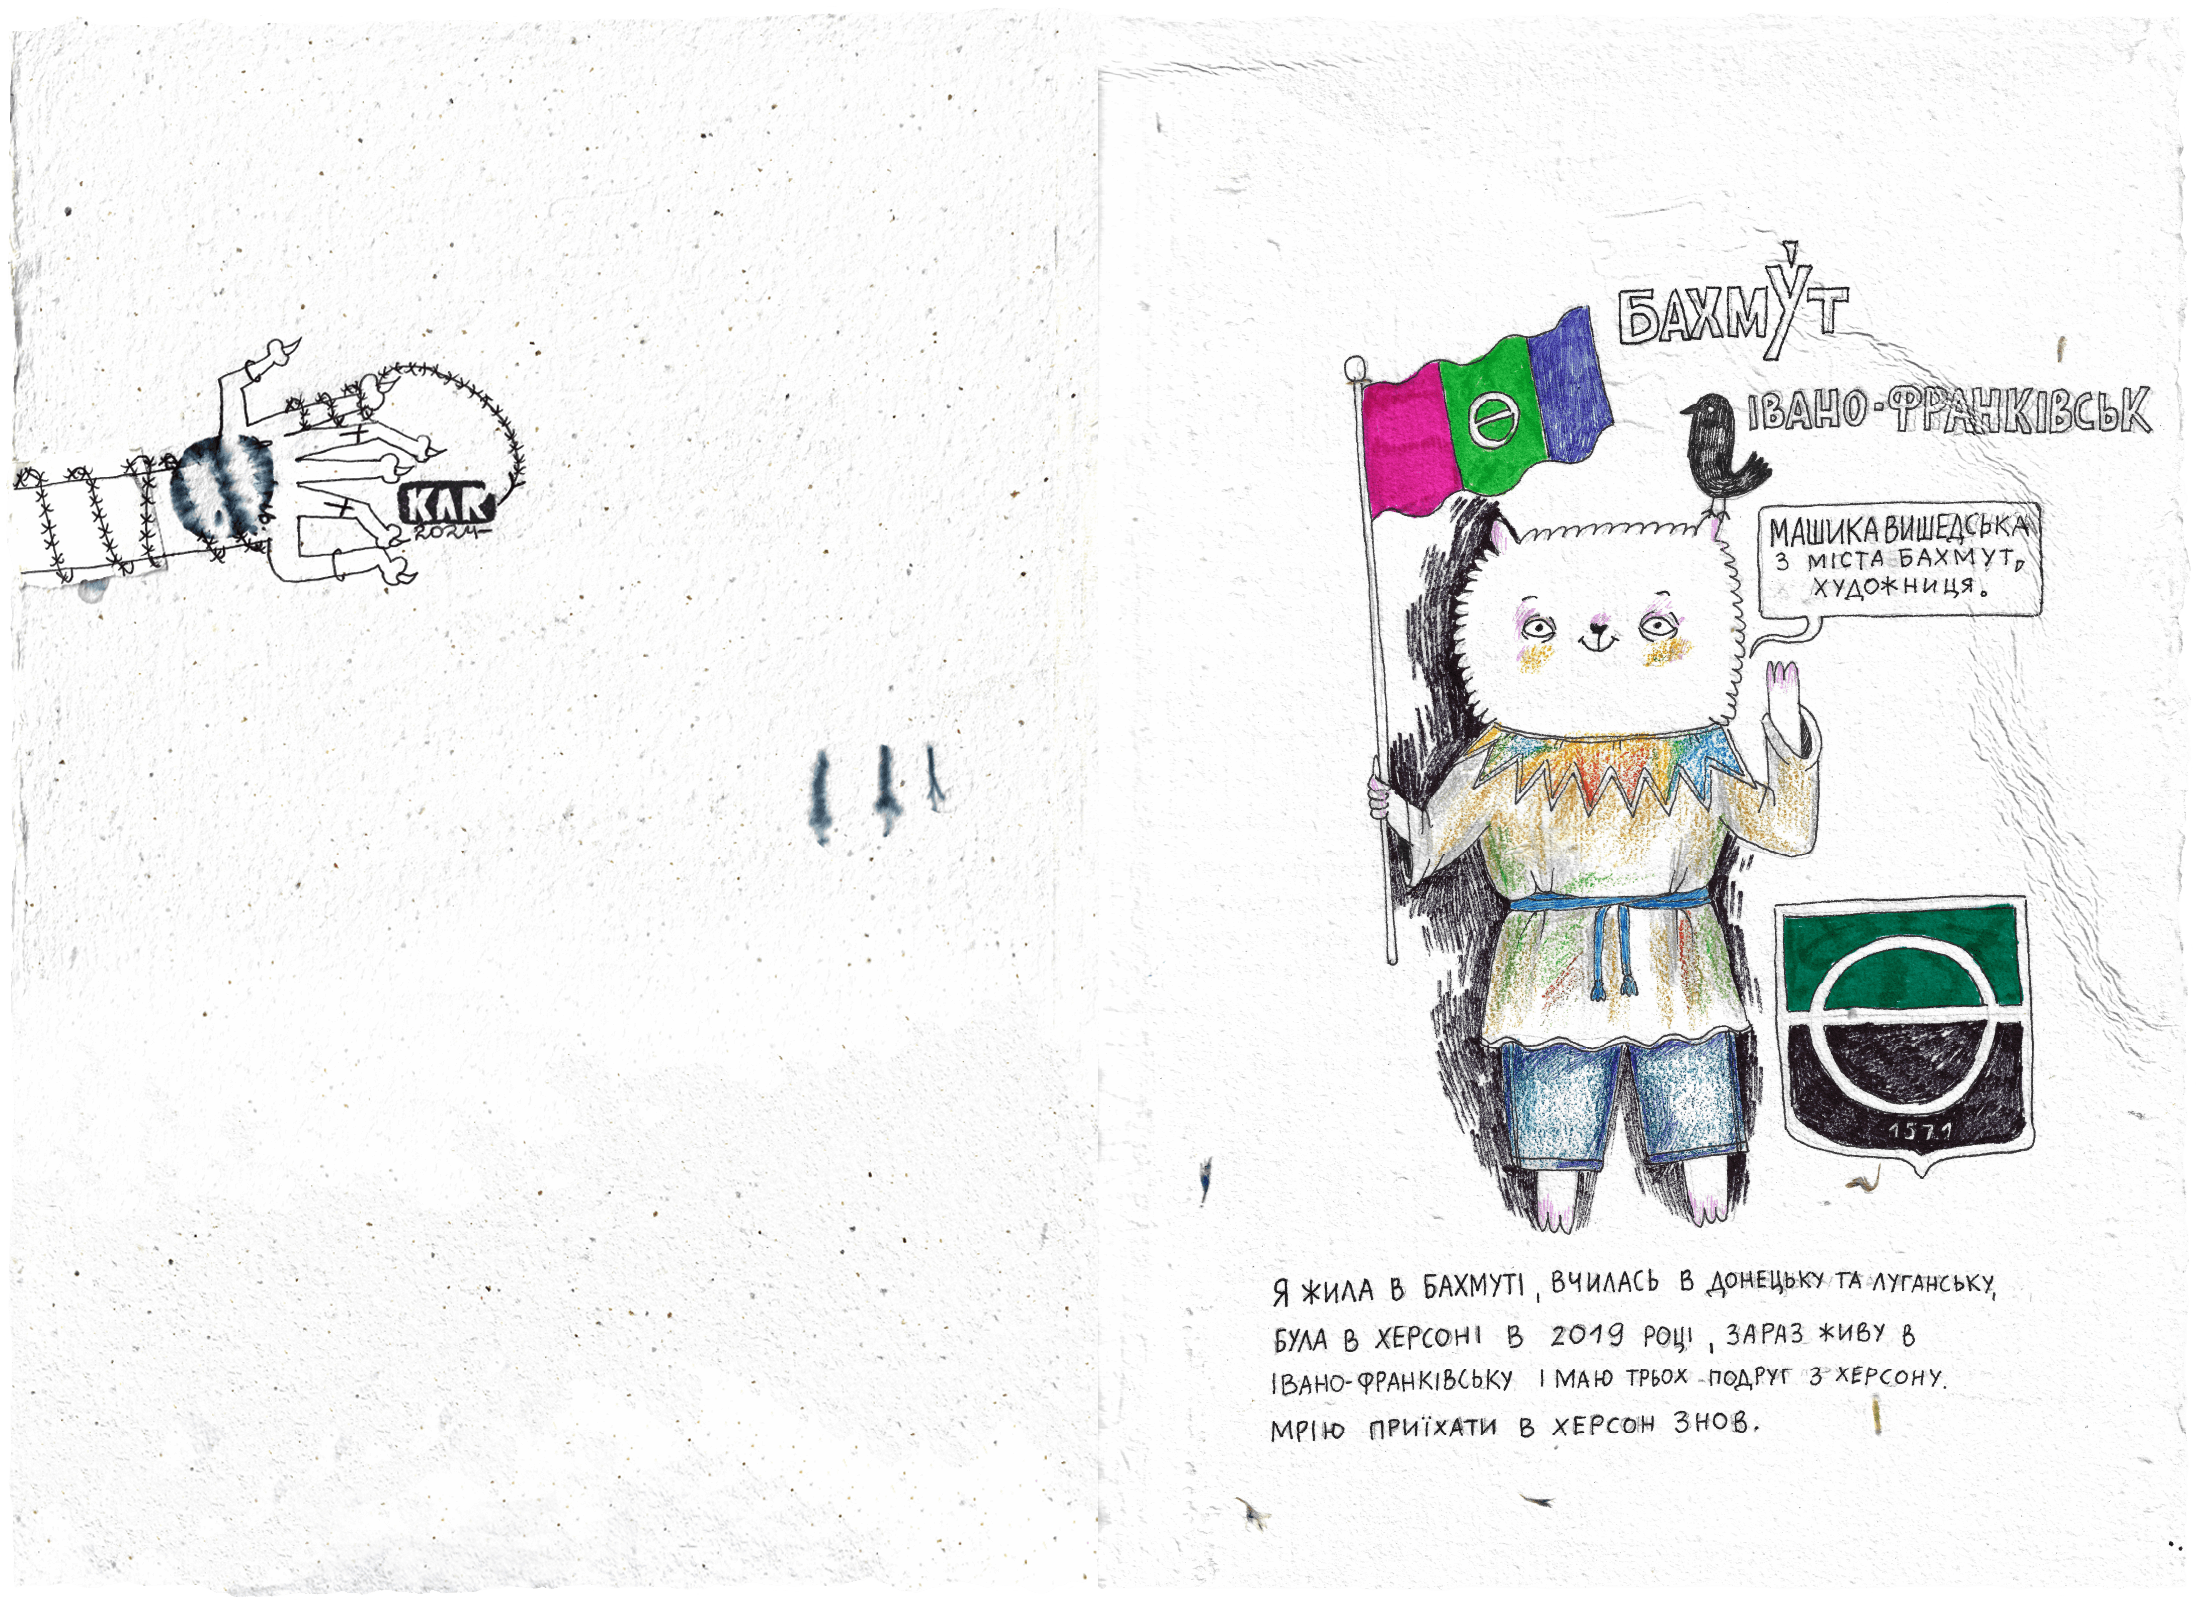 КЛК
2024
БАХМУТ
ІВАНО-ФРАНКІВСЬК
МАШИКА ВИШЕДСЬКА
З МІСТА БАХМУТ,
ХУДОЖНИЦЯ.
1571
Я ЖИЛА В БАХМУТІ, ВЧИЛАСЬ В ДОНЕЦЬКУ ТА ЛУГАНСЬКУ,
БУЛА В ХЕРСОНІ В 2019 РОЦІ, ЗАРАЗ ЖИВУ В
ІВАНО-ФРАНКІВСЬКУ І МАЮ ТРЬОХ ПОДРУГ З ХЕРСОНУ.
МРІЮ ПРИЇХАТИ В ХЕРСОН ЗНОВ.